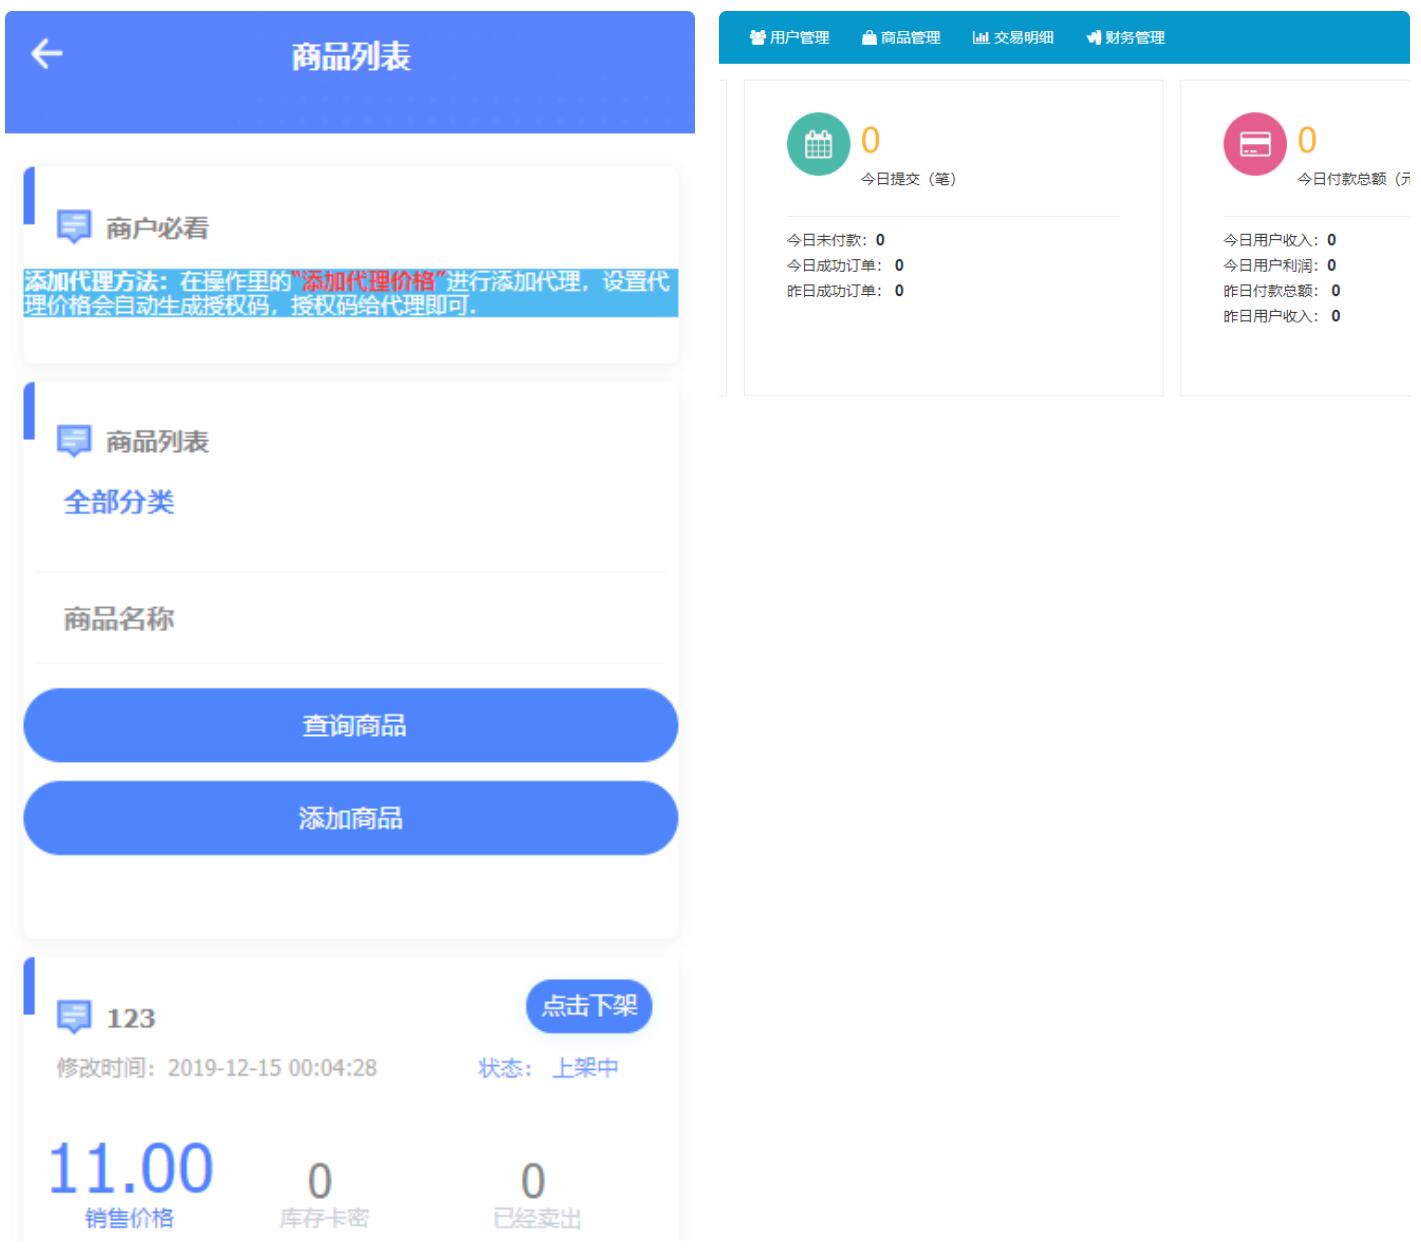 商品列表
商户必看
添加代理方法：在操作里的“添加代理价格”进行添加代理，设置代
理价格会自动生成授权码，授权码给代理即可.
商品列表
全部分类
商品名称
查询商品
添加商品
123
点击下架
修改时间：2019-12-15 00:04:28
状态： 上架中
11.00
0
0
销售价格
库存卡密
已经卖出
用户管理 商品管理 交易明细 财务管理
0
今日提交（笔）
今日未付款：0
今日成功订单： 0
昨日成功订单： 0
0
今日付款总额（元
今日用户收入：0
今日用户利润：0
昨日付款总额： 0
昨日用户收入： 0